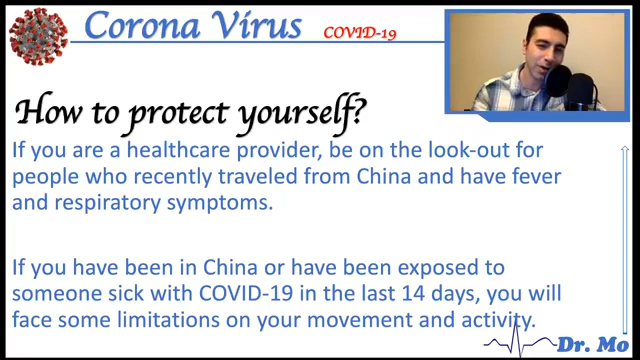 Corona Vírus COVID-19
How to protect yourself?
If you are a healthcare provider, be on the look-out for
people who recently traveled from China and have fever
and respiratory symptoms.
If you have been in China or have been exposed to
someone sick with COVID-19 in the last 14 days, you will
face some limitations on your movement and activity.
Dr. Mo